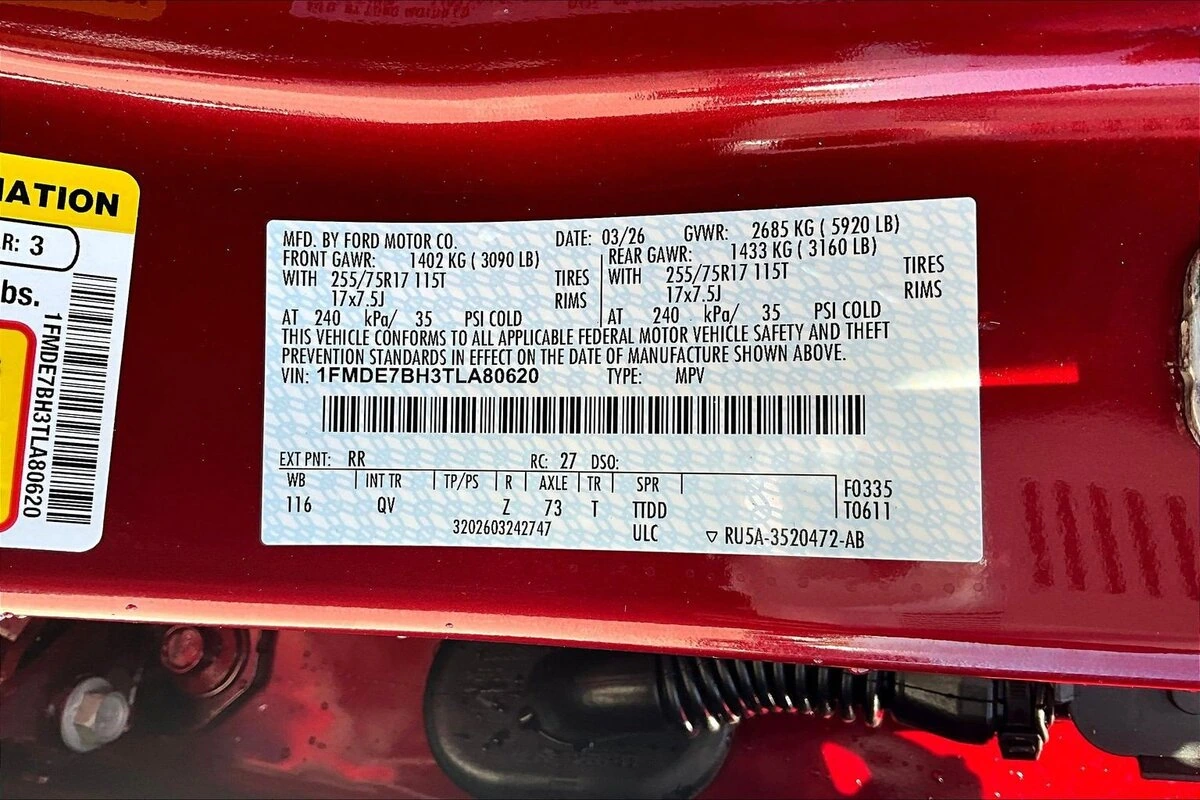 MATION
R: 3
bs.
1FMDE7BH3TLA80620
MFD. BY FORD MOTOR CO. DATE: 03/26 GVWR: 2685 KG ( 5920 LB)
FRONT GAWR: 1402 KG ( 3090 LB) REAR GAWR: 1433 KG ( 3160 LB)
WITH 255/75R17 115T TIRES WITH 255/75R17 115T TIRES
17x7.5J RIMS 17x7.5J RIMS
AT 240 kPa/ 35 PSI COLD AT 240 kPa/ 35 PSI COLD
THIS VEHICLE CONFORMS TO ALL APPLICABLE FEDERAL MOTOR VEHICLE SAFETY AND THEFT
PREVENTION STANDARDS IN EFFECT ON THE DATE OF MANUFACTURE SHOWN ABOVE.
VIN: 1FMDE7BH3TLA80620 TYPE: MPV
EXT PNT: RR RC: 27 DSO:
WB INT TR TP/PS R AXLE TR SPR F0335
116 QV Z 73 T TTDD T0611
3202603242747 ULC ▽ RU5A-3520472-AB